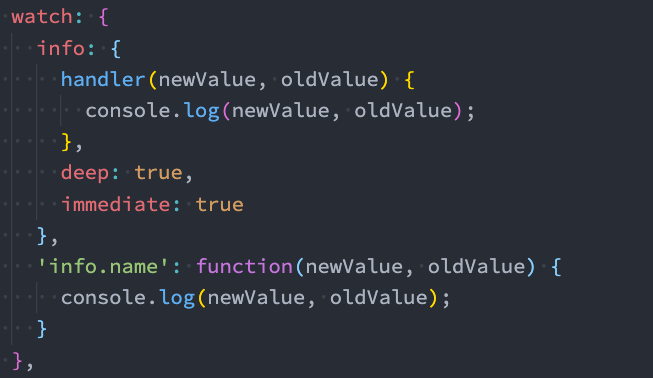 watch: {
  info: {
    handler(newValue, oldValue) {
      console.log(newValue, oldValue);
    },
    deep: true,
    immediate: true
  },
  'info.name': function(newValue, oldValue) {
    console.log(newValue, oldValue);
  }
},